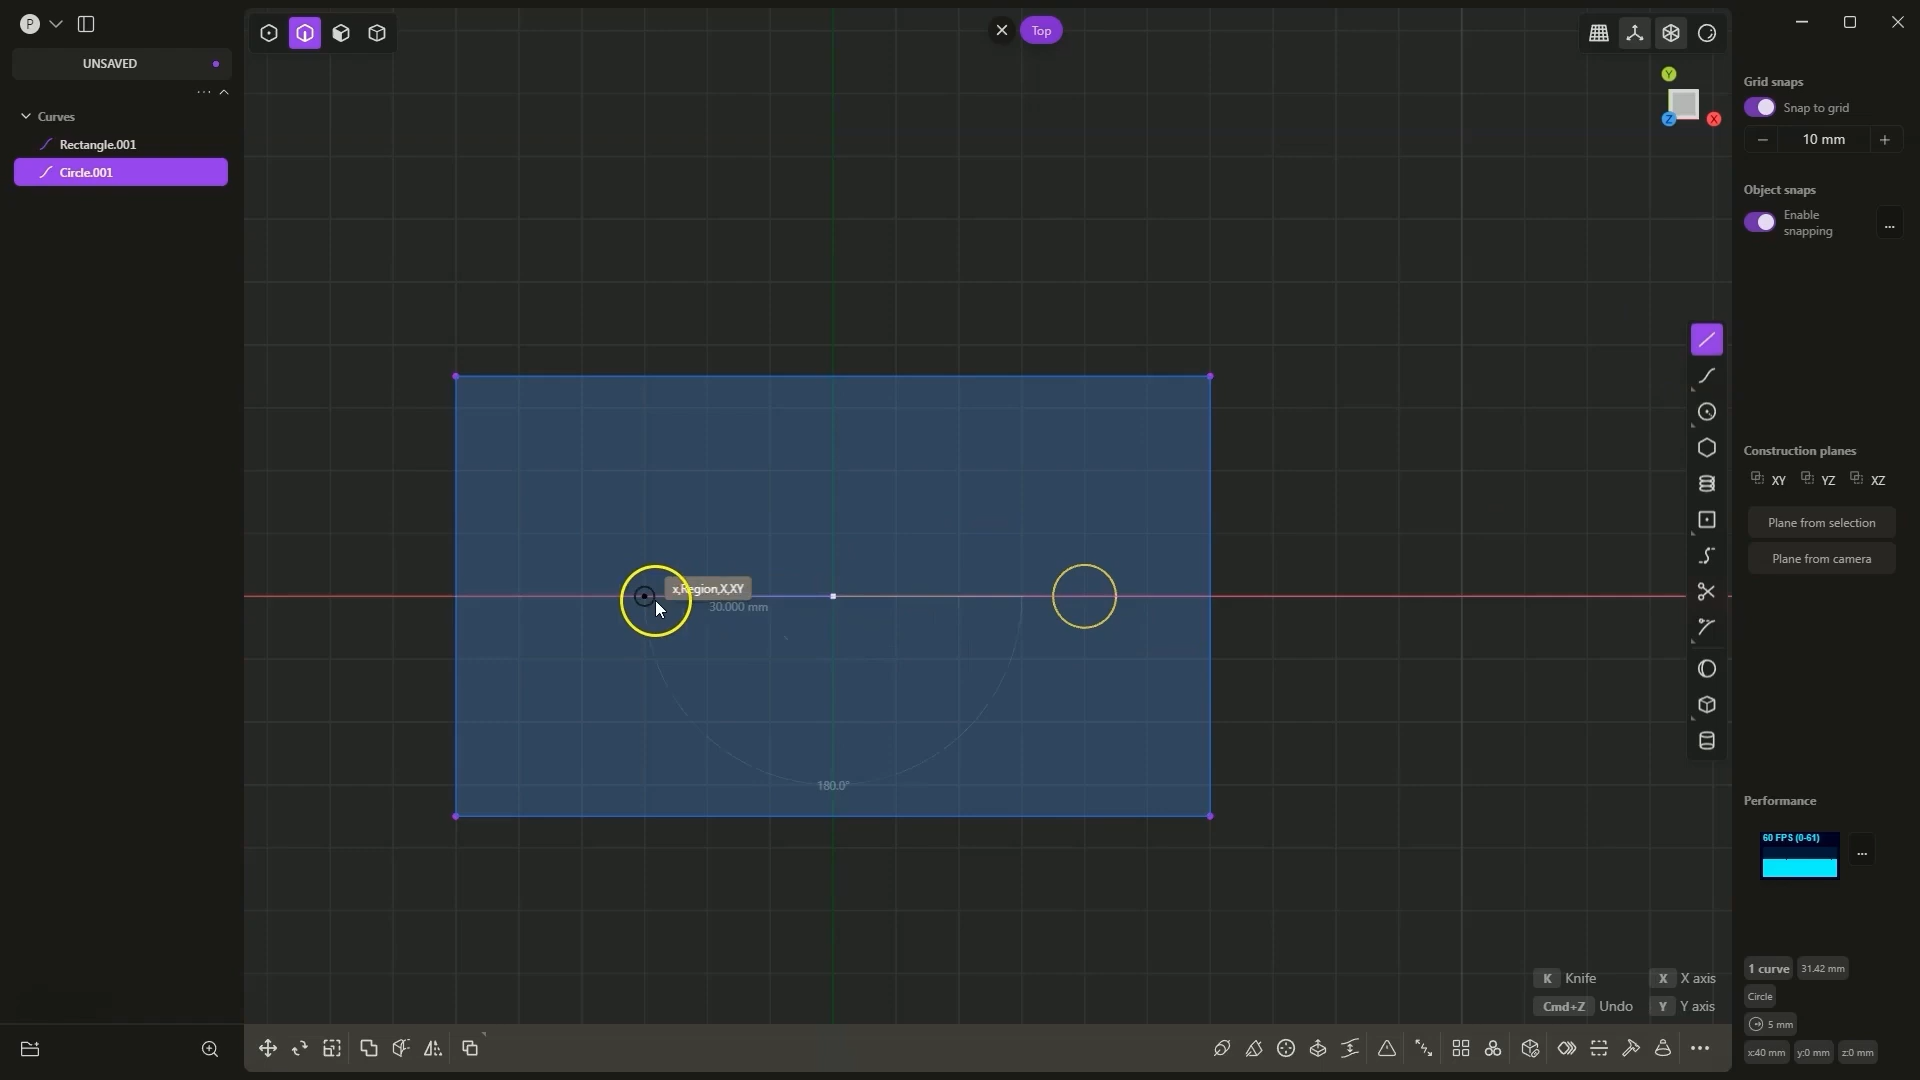 P
UNSAVED
...
Curves
Rectangle.001
Circle.001
Top
Y
Z
X
Grid snaps
Snap to grid
10 mm
Object snaps
Enable
snapping
...
x,Region,X,XY
30.000 mm
180.0°
Construction planes
XY
YZ
XZ
Plane from selection
Plane from camera
Performance
60 FPS (0-61)
...
K Knife
X X axis
Cmd+Z Undo
Y Y axis
1 curve
31.42 mm
Circle
5 mm
x:40 mm
y:0 mm
z:0 mm